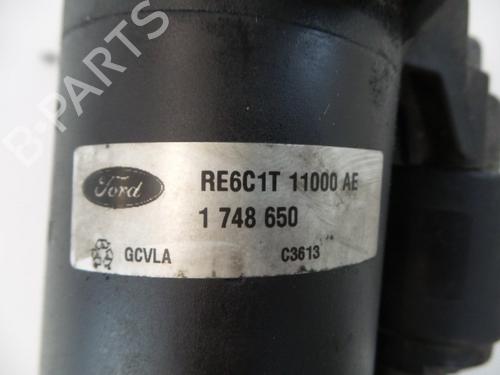 B-PARTS
Ford
RE6C1T 11000 AE
1 748 650
GCVLA C3613